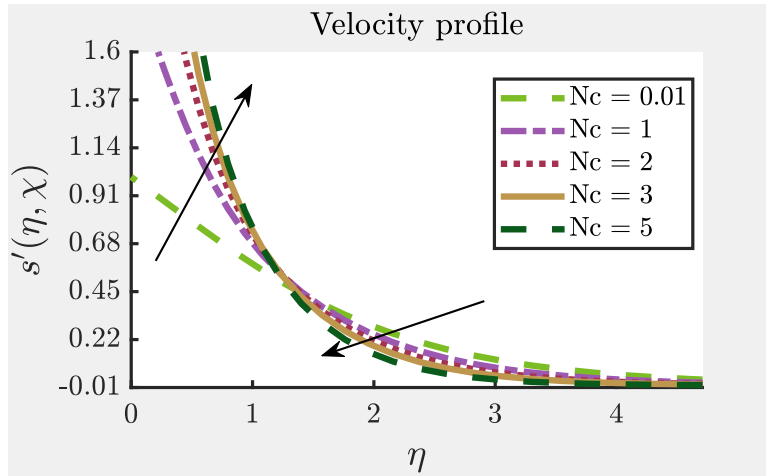 Velocity profile
1.6
1.37
1.14
0.91
0.68
0.45
0.22
-0.01
s′(η, χ)
Nc = 0.01
Nc = 1
Nc = 2
Nc = 3
Nc = 5
0 1 2 3 4
η